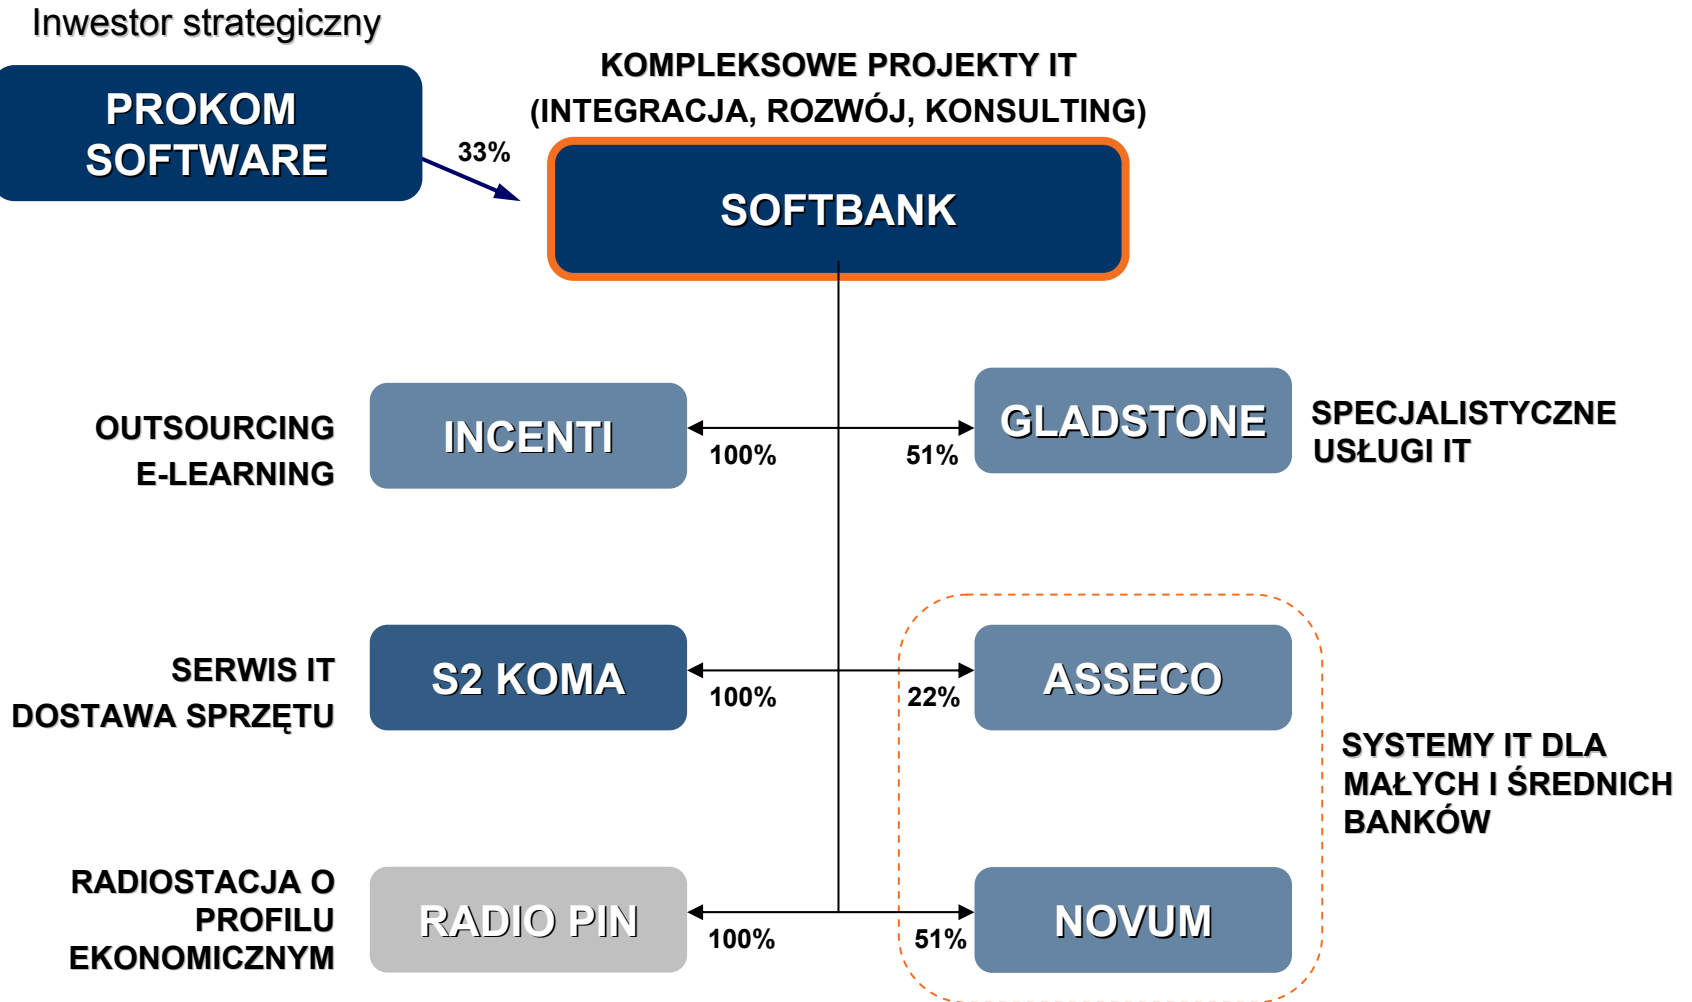 Inwestor strategiczny
PROKOM
SOFTWARE
33%
KOMPLEKSOWE PROJEKTY IT
(INTEGRACJA, ROZWÓJ, KONSULTING)
SOFTBANK
OUTSOURCING
E-LEARNING
INCENTI
100%
51%
GLADSTONE
SPECJALISTYCZNE
USŁUGI IT
SERWIS IT
DOSTAWA SPRZĘTU
S2 KOMA
100%
22%
ASSECO
SYSTEMY IT DLA
MAŁYCH I ŚREDNICH
BANKÓW
RADIOSTACJA O
PROFILU
EKONOMICZNYM
RADIO PIN
100%
51%
NOVUM